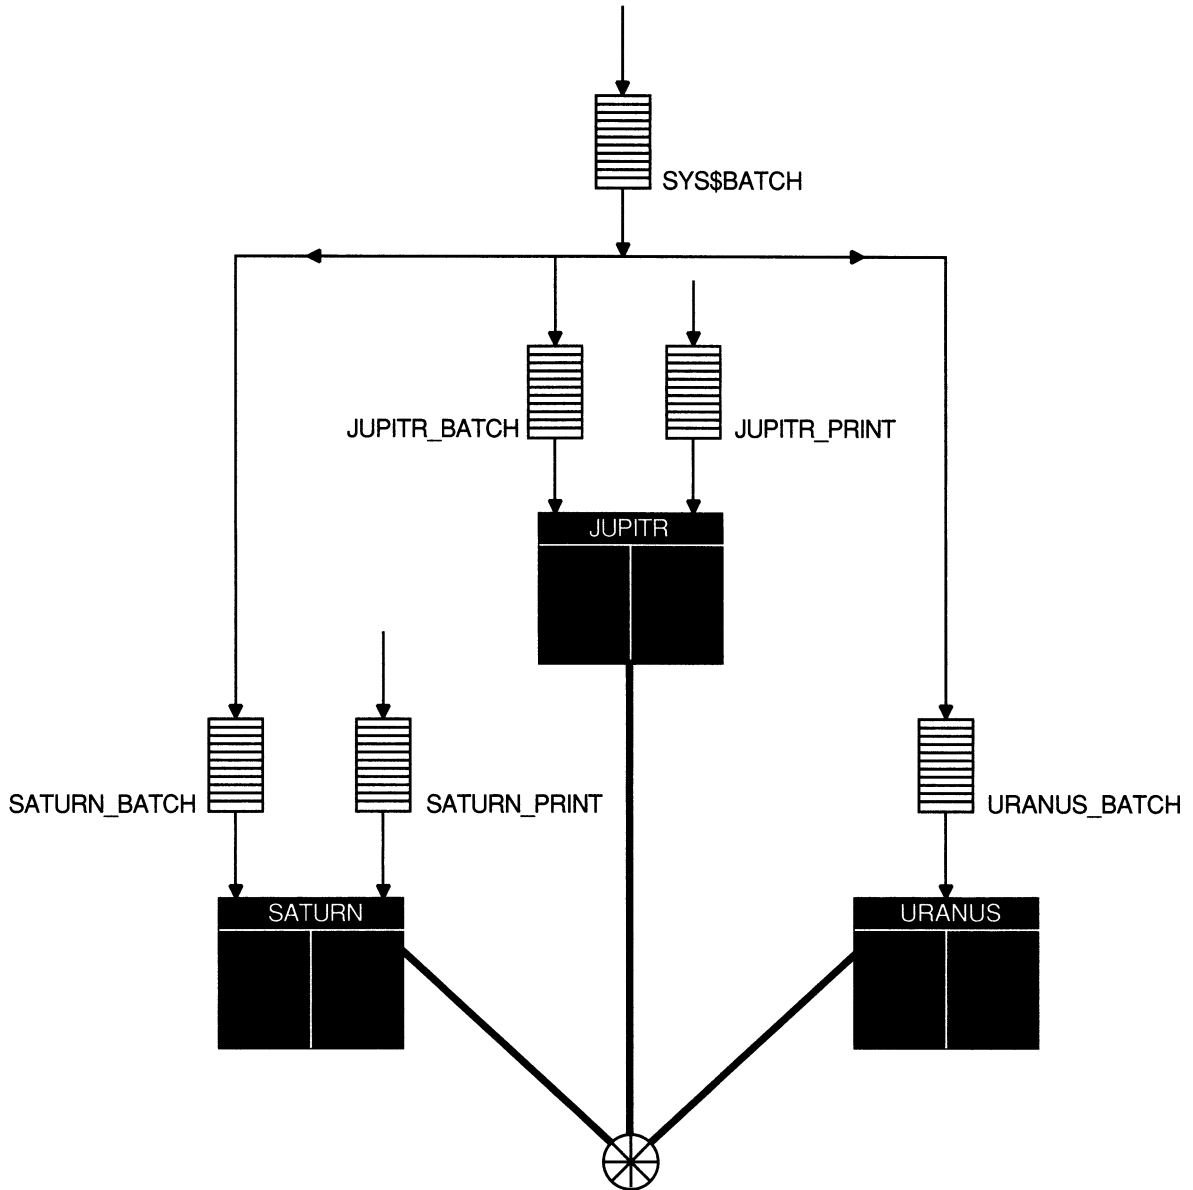 SYS$BATCH
JUPITR_BATCH
JUPITR_PRINT
JUPITR
SATURN_BATCH
SATURN_PRINT
URANUS_BATCH
SATURN
URANUS